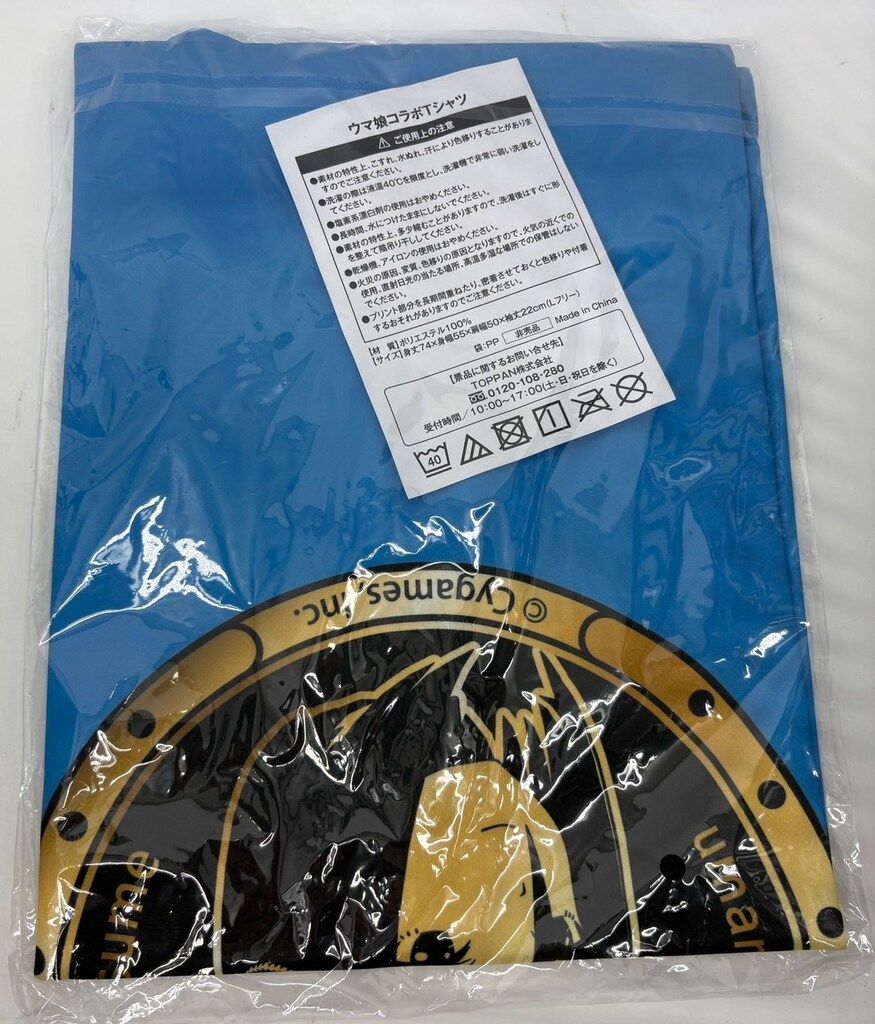 ウマ娘コラボTシャツ
⚠ ご使用上の注意
●素材の特性上、こすれ、水ぬれ、汗により色移りすることがありま
すのでご注意ください。
●洗濯の際は液温40℃を限度とし、洗濯機で非常に弱い洗濯をし
てください。
●塩素系漂白剤の使用はおやめください。
●長時間、水につけたままにしないでください。
●素材の特性上、多少縮むことがありますので、洗濯後はすぐに形
を整えて陰吊り干ししてください。
●乾燥機、アイロンの使用はおやめください。
●火災の原因、変質、色移りの原因となりますので、火気の近くでの
使用、直射日光の当たる場所、高温多湿な場所での保管はしない
でください。
●プリント部分を長期間重ねたり、密着させておくと色移りや付着
するおそれがありますのでご注意ください。
【材 質】ポリエステル100%
【サイズ】身丈74×身幅55×肩幅50×袖丈22cm(Lフリー)
袋:PP 非売品 Made in China
【景品に関するお問い合せ先】
TOPPAN株式会社
0120-108-280
受付時間/10:00~17:00(土・日・祝日を除く)
40
© Cygames, Inc.
umar